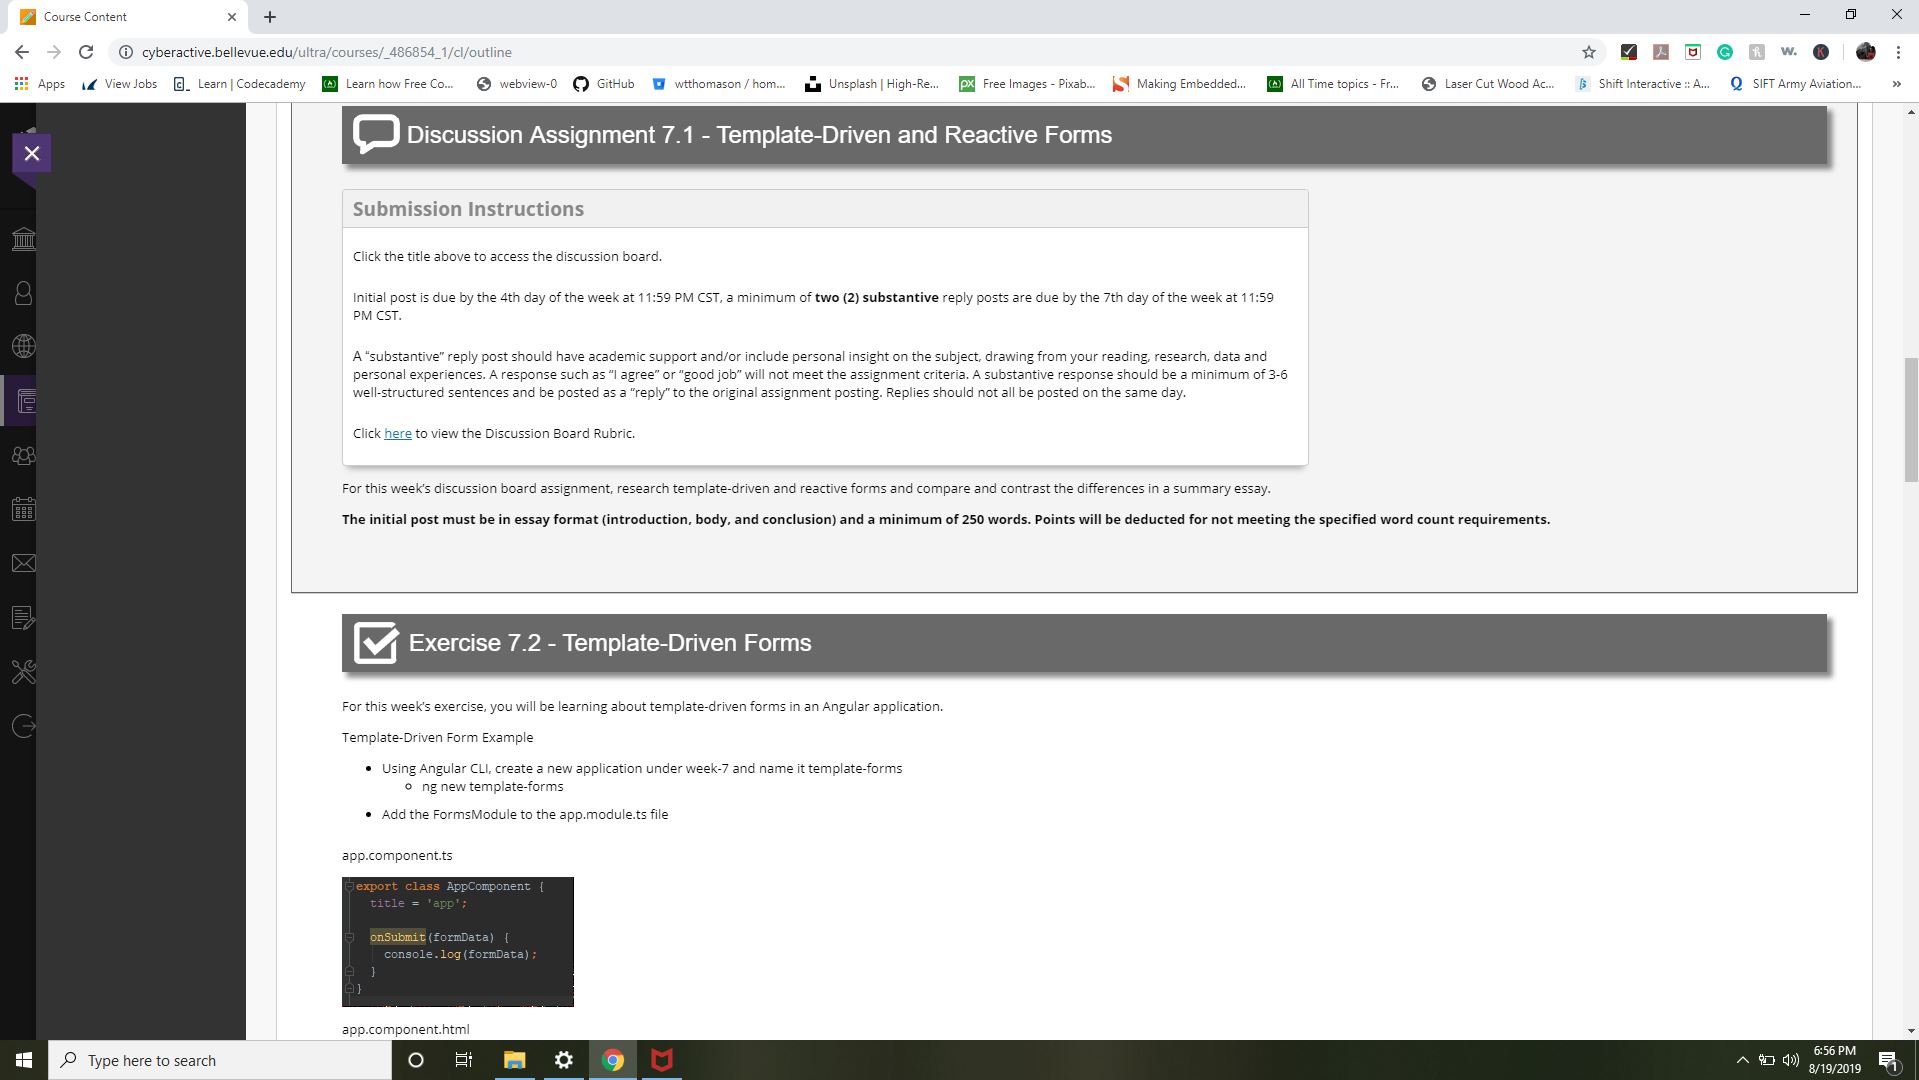 Course Content
cyberactive.bellevue.edu/ultra/courses/_486854_1/cl/outline
Apps View Jobs Learn | Codecademy Learn how Free Co... webview-0 GitHub wtthomason / hom... Unsplash | High-Re... Free Images - Pixab... Making Embedded... All Time topics - Fr... Laser Cut Wood Ac... Shift Interactive :: A... SIFT Army Aviation... »
Discussion Assignment 7.1 - Template-Driven and Reactive Forms
Submission Instructions
Click the title above to access the discussion board.
Initial post is due by the 4th day of the week at 11:59 PM CST, a minimum of two (2) substantive reply posts are due by the 7th day of the week at 11:59
PM CST.
A “substantive” reply post should have academic support and/or include personal insight on the subject, drawing from your reading, research, data and
personal experiences. A response such as “I agree” or “good job” will not meet the assignment criteria. A substantive response should be a minimum of 3-6
well-structured sentences and be posted as a “reply” to the original assignment posting. Replies should not all be posted on the same day.
Click here to view the Discussion Board Rubric.
For this week’s discussion board assignment, research template-driven and reactive forms and compare and contrast the differences in a summary essay.
The initial post must be in essay format (introduction, body, and conclusion) and a minimum of 250 words. Points will be deducted for not meeting the specified word count requirements.
Exercise 7.2 - Template-Driven Forms
For this week’s exercise, you will be learning about template-driven forms in an Angular application.
Template-Driven Form Example
Using Angular CLI, create a new application under week-7 and name it template-forms
ng new template-forms
Add the FormsModule to the app.module.ts file
app.component.ts
export class AppComponent {
title = 'app';
onSubmit(formData) {
console.log(formData);
}
}
app.component.html
Type here to search
6:56 PM
8/19/2019
1